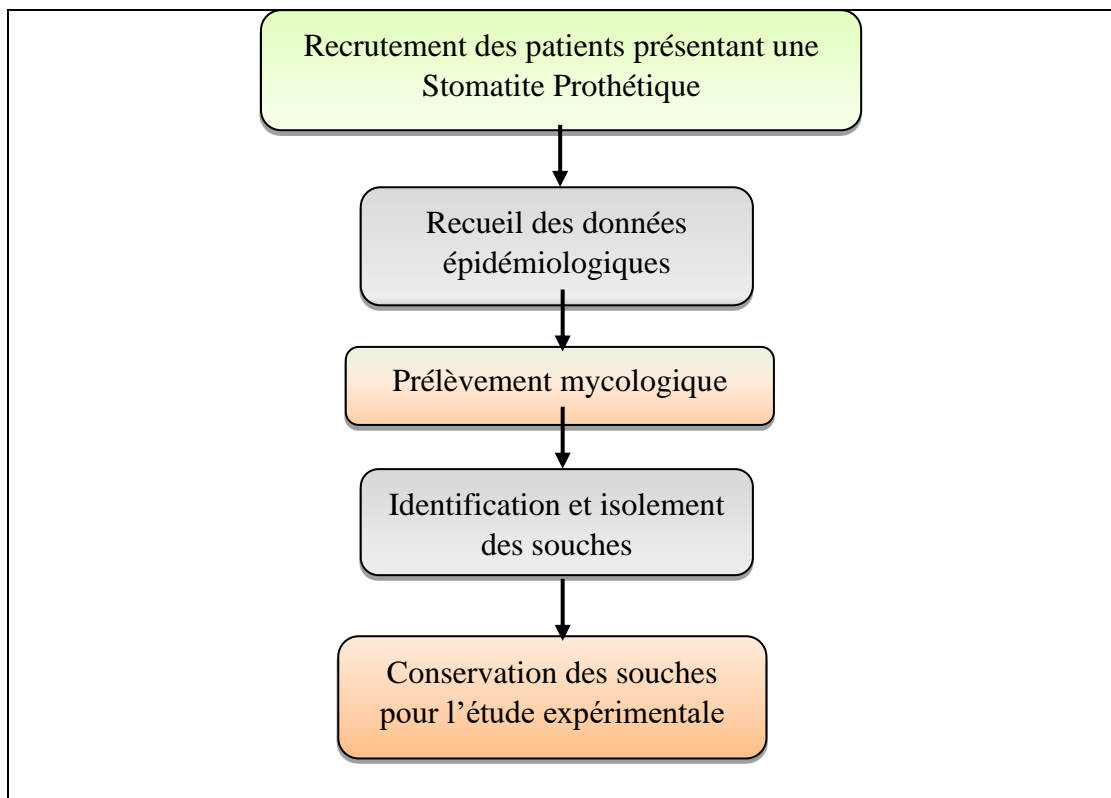 Recrutement des patients présentant une
Stomatite Prothétique
Recueil des données
épidémiologiques
Prélèvement mycologique
Identification et isolement
des souches
Conservation des souches
pour l’étude expérimentale